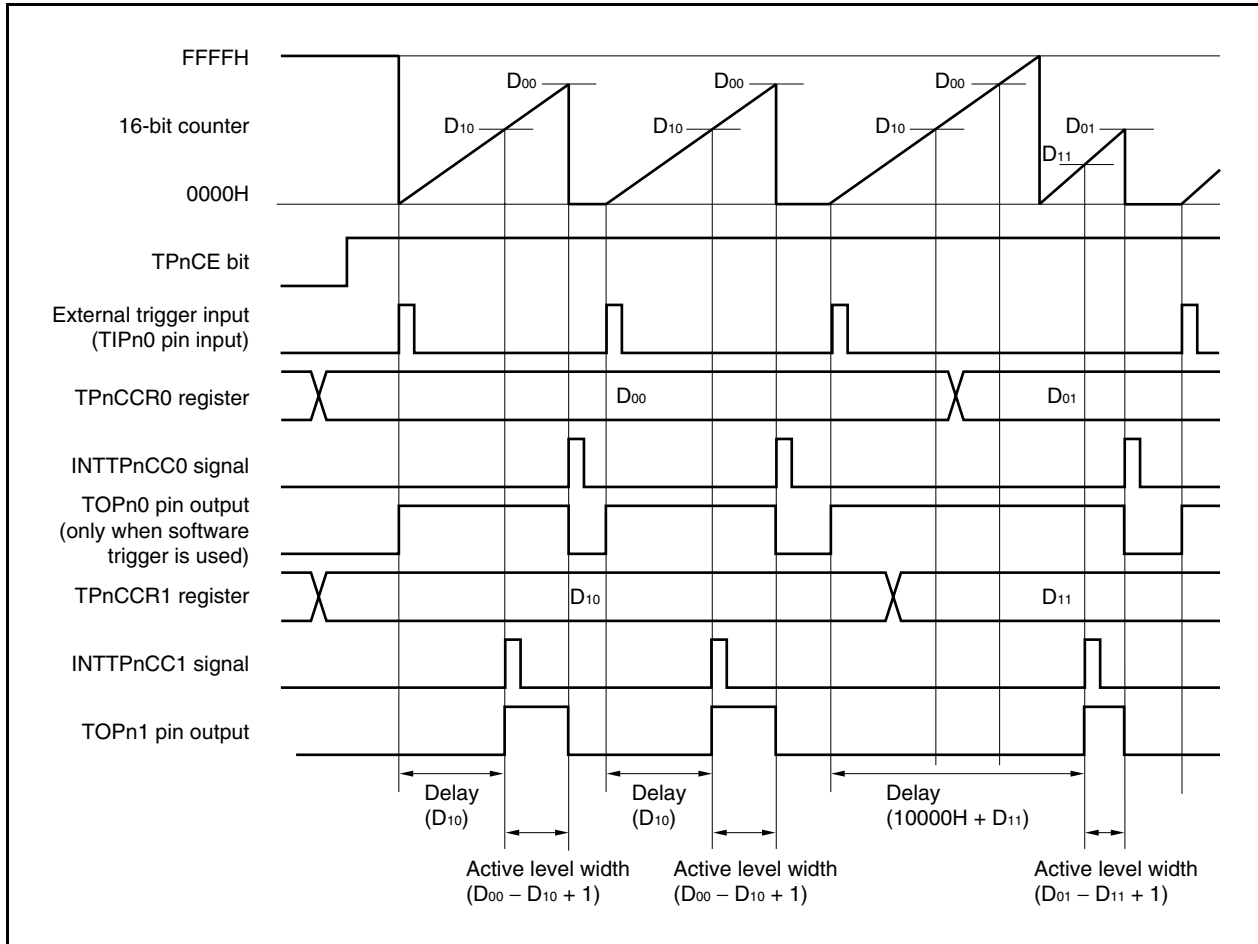 FFFFH
D00
D00
D00
16-bit counter
D10
D10
D10
D01
D11
0000H
TPnCE bit
External trigger input
(TIPn0 pin input)
TPnCCR0 register
D00
D01
INTTPnCC0 signal
TOPn0 pin output
(only when software
trigger is used)
TPnCCR1 register
D10
D11
INTTPnCC1 signal
TOPn1 pin output
Delay
(D10)
Delay
(D10)
Delay
(10000H + D11)
Active level width
(D00 − D10 + 1)
Active level width
(D00 − D10 + 1)
Active level width
(D01 − D11 + 1)